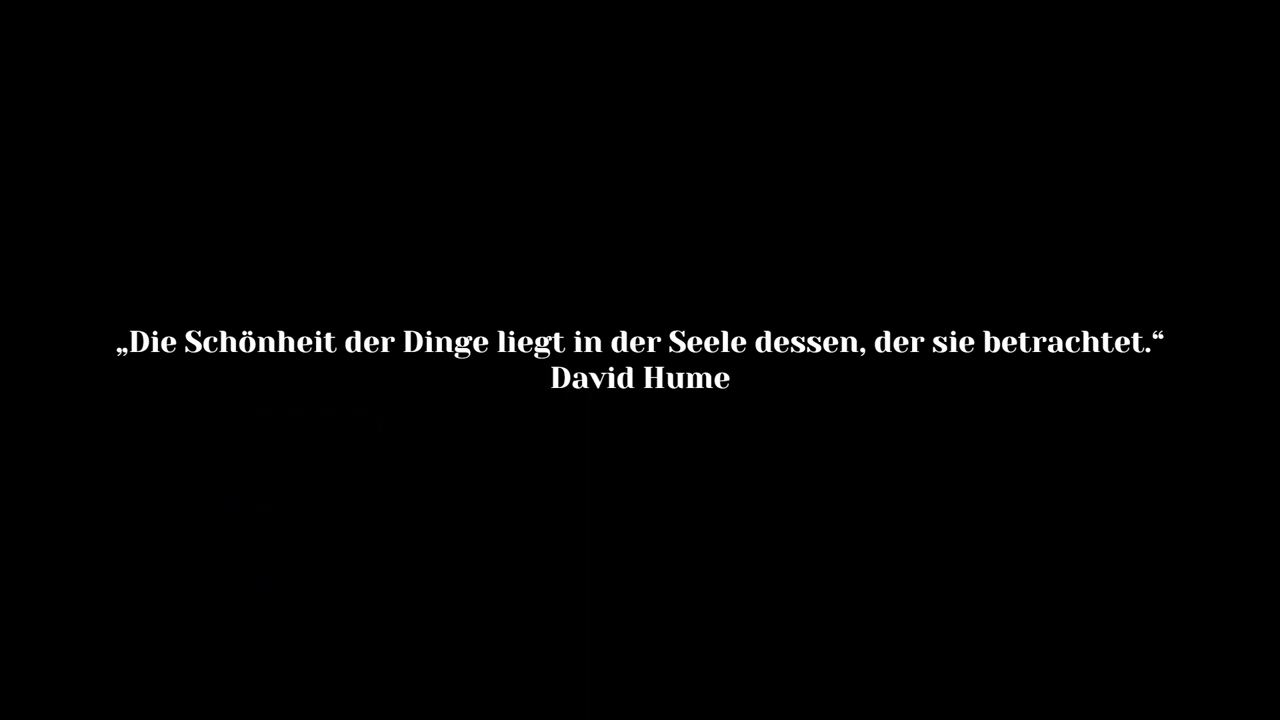 „Die Schönheit der Dinge liegt in der Seele dessen, der sie betrachtet.“
David Hume